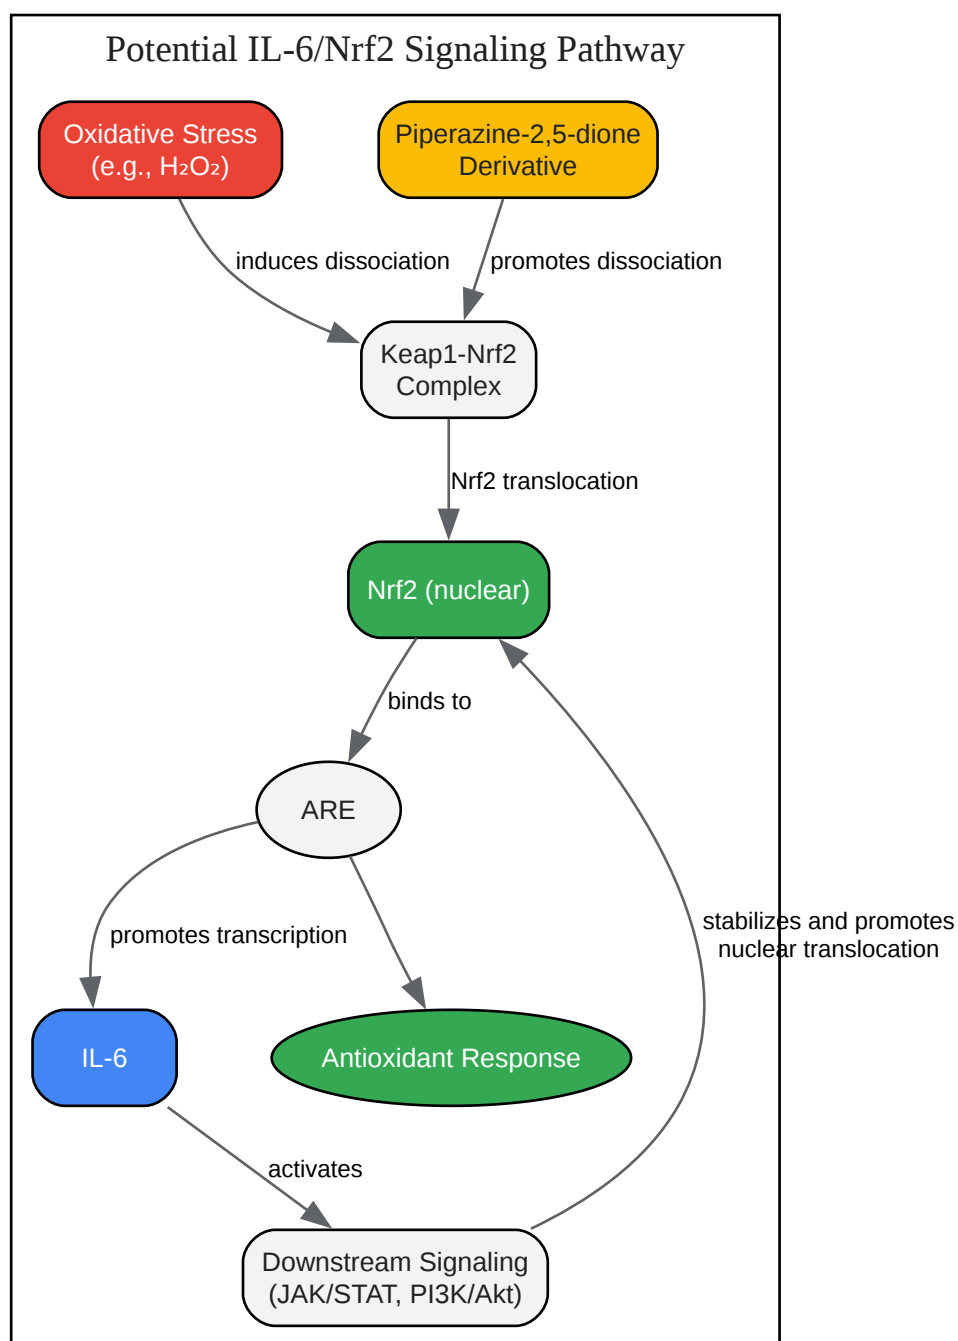 Potential IL-6/Nrf2 Signaling Pathway
Oxidative Stress
(e.g., H₂O₂)
Piperazine-2,5-dione
Derivative
induces dissociation
promotes dissociation
Keap1-Nrf2
Complex
Nrf2 translocation
Nrf2 (nuclear)
binds to
ARE
promotes transcription
stabilizes and promotes
nuclear translocation
IL-6
Antioxidant Response
activates
Downstream Signaling
(JAK/STAT, PI3K/Akt)